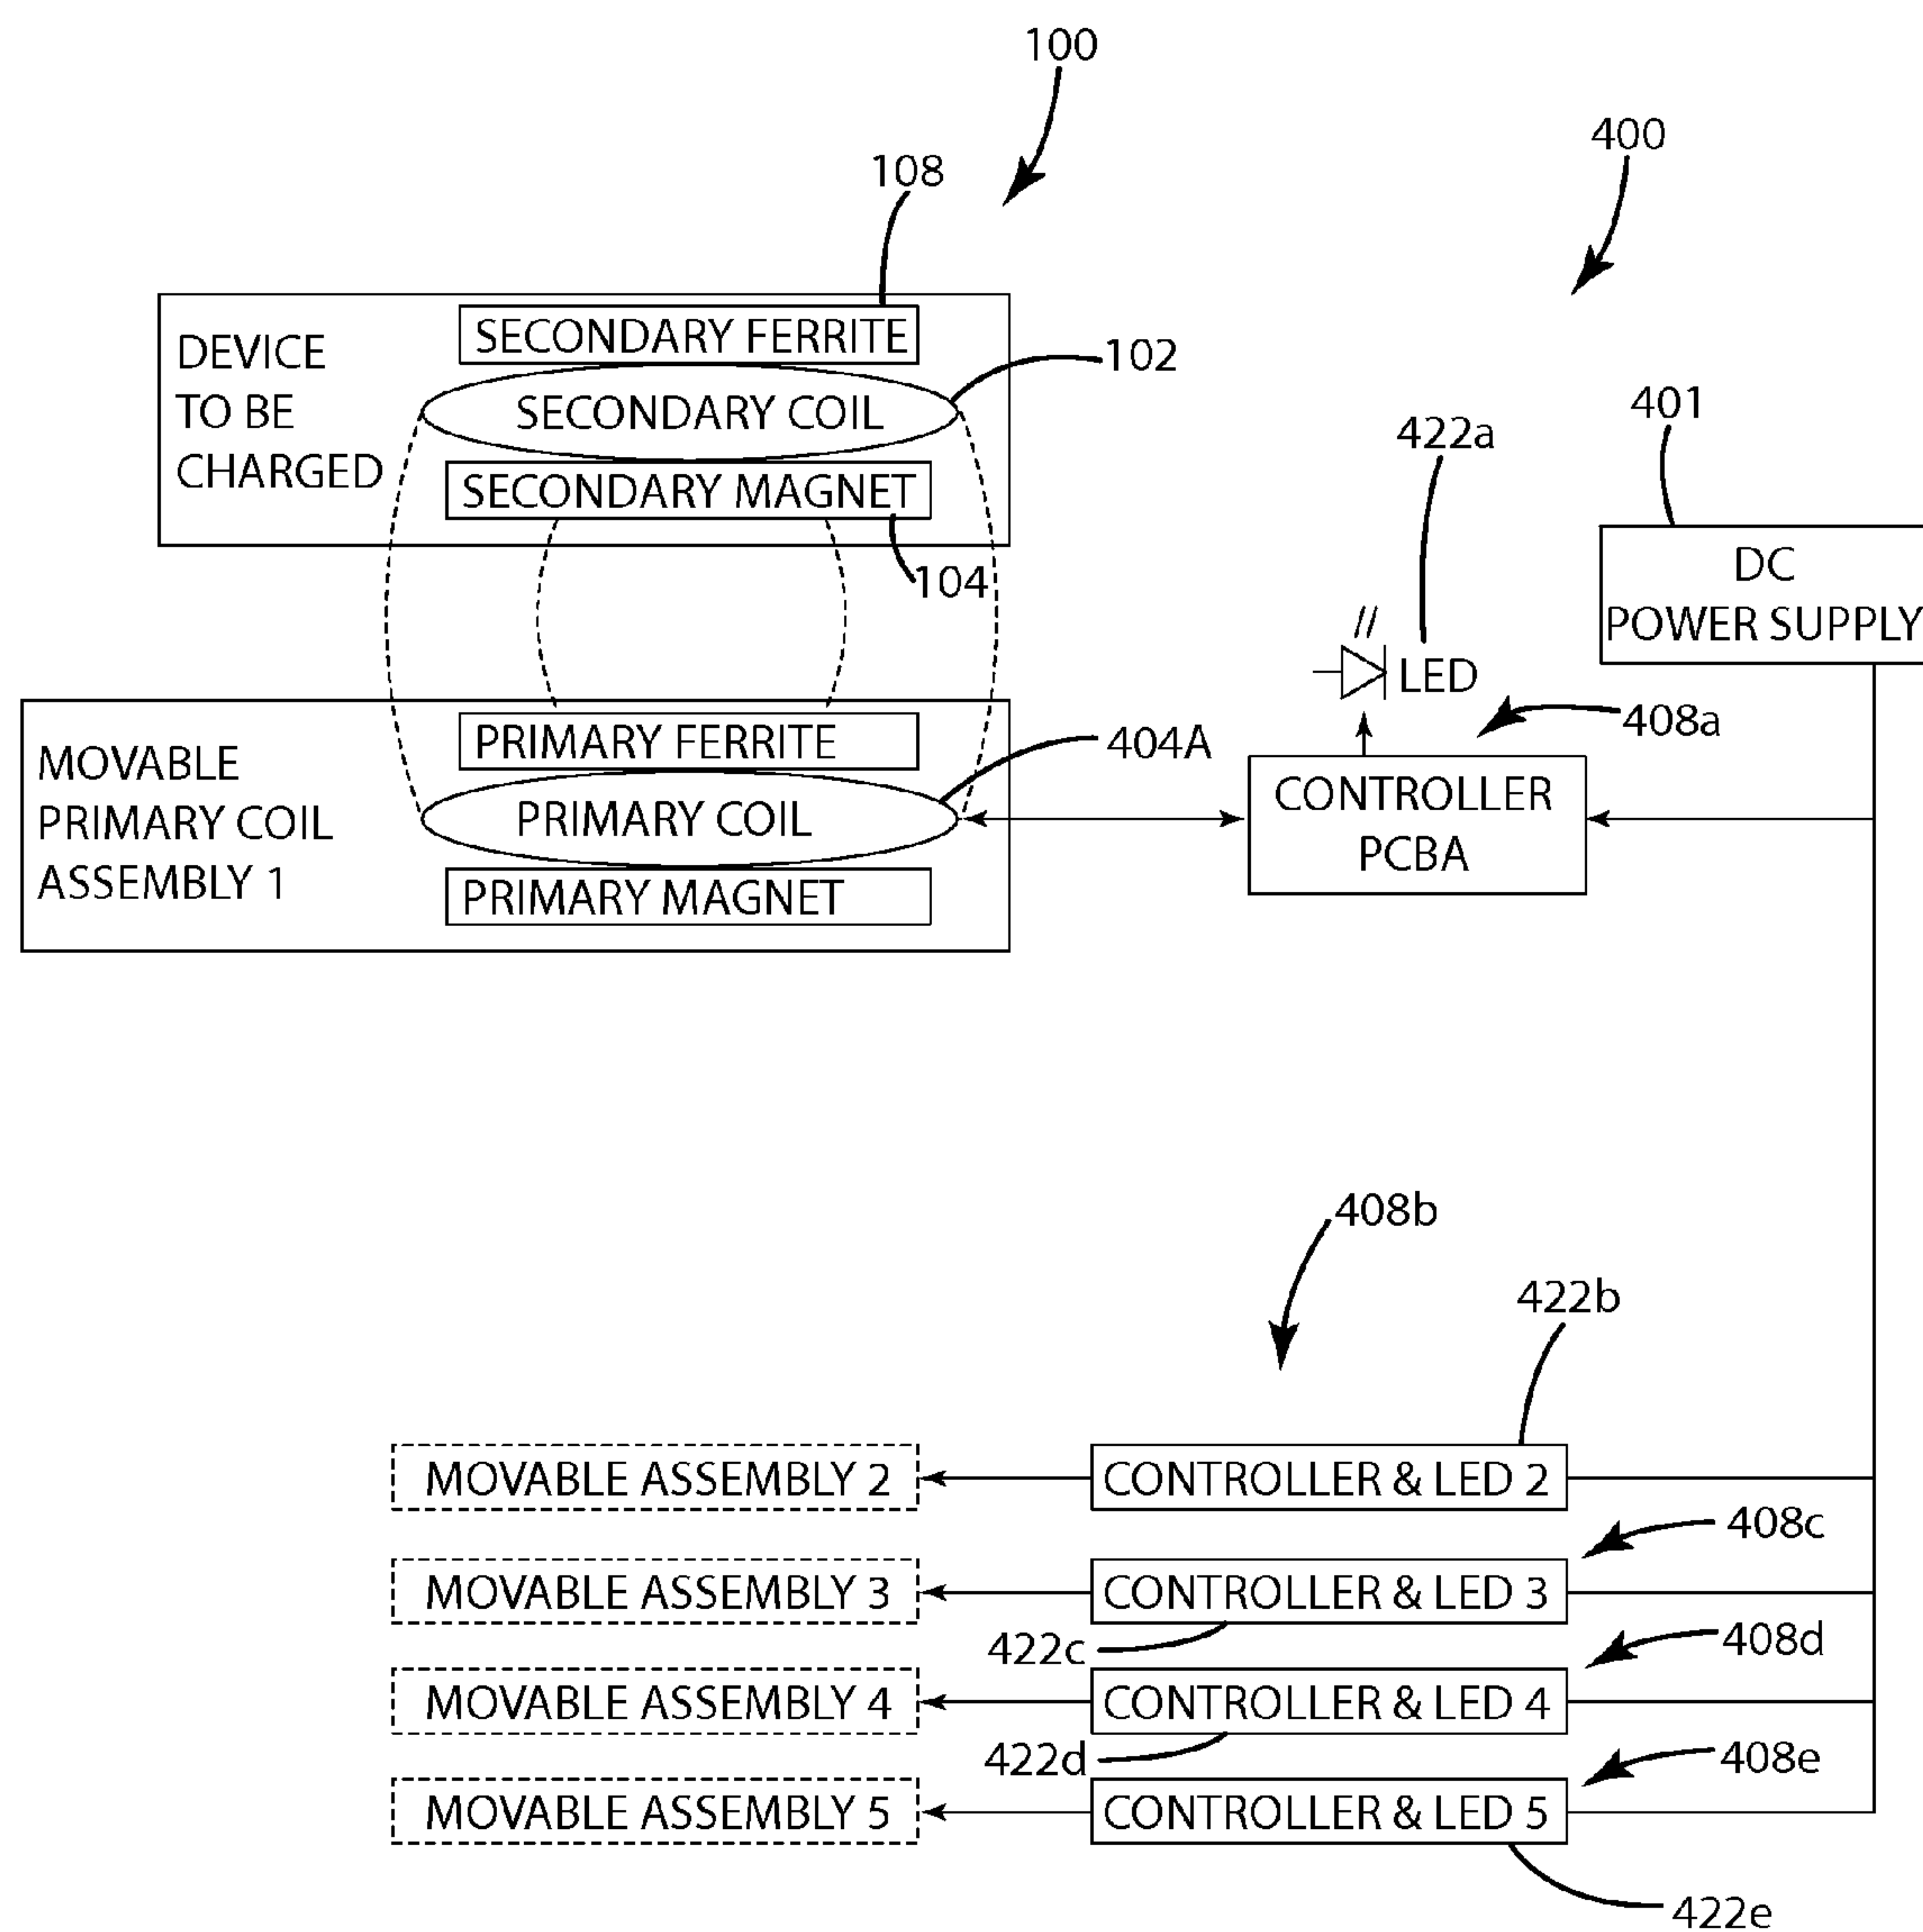 100
400
108
DEVICE
TO BE
CHARGED
SECONDARY FERRITE
SECONDARY COIL
SECONDARY MAGNET
102
104
401
422a
DC
POWER SUPPLY
LED
408a
MOVABLE
PRIMARY COIL
ASSEMBLY 1
PRIMARY FERRITE
PRIMARY COIL
PRIMARY MAGNET
404A
CONTROLLER
PCBA
408b
422b
MOVABLE ASSEMBLY 2
CONTROLLER & LED 2
408c
MOVABLE ASSEMBLY 3
CONTROLLER & LED 3
422c
408d
MOVABLE ASSEMBLY 4
CONTROLLER & LED 4
422d
408e
MOVABLE ASSEMBLY 5
CONTROLLER & LED 5
422e